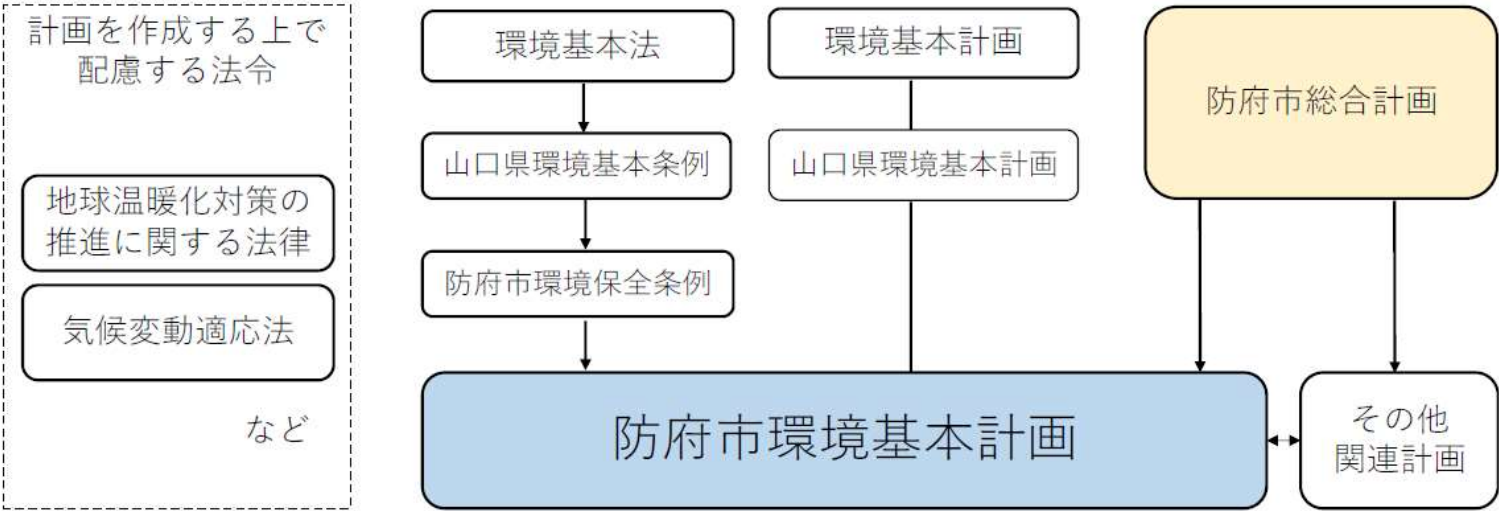 計画を作成する上で
配慮する法令
地球温暖化対策の
推進に関する法律
気候変動適応法
など
環境基本法
山口県環境基本条例
防府市環境保全条例
環境基本計画
山口県環境基本計画
防府市総合計画
防府市環境基本計画
その他
関連計画